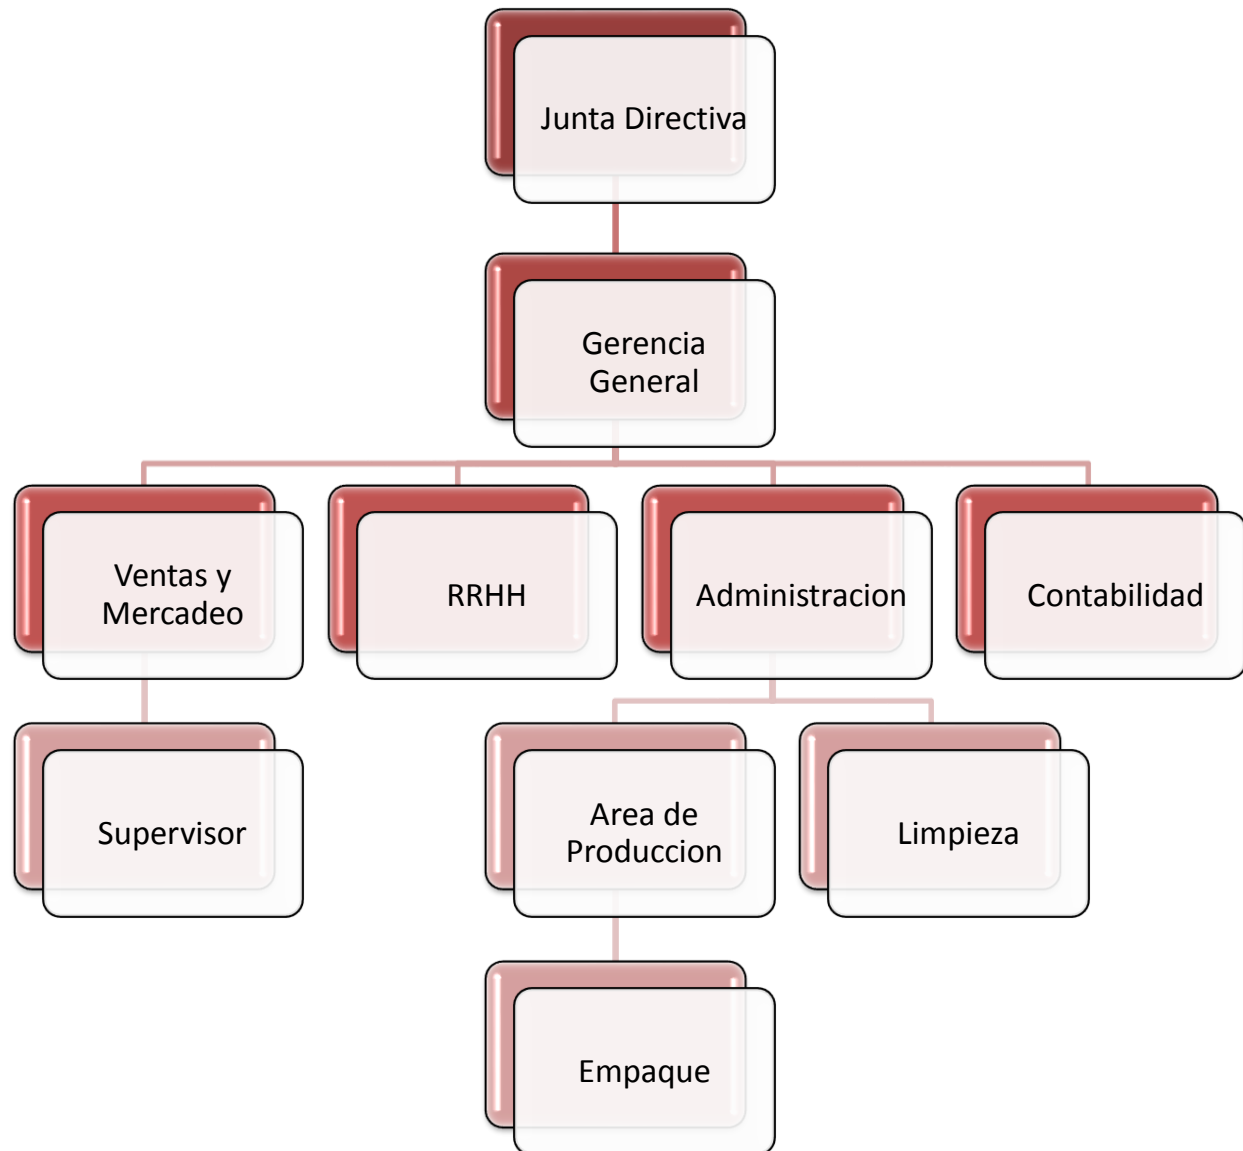 Junta Directiva
Gerencia
General
Ventas y
Mercadeo
RRHH
Administracion
Contabilidad
Supervisor
Area de
Produccion
Limpieza
Empaque